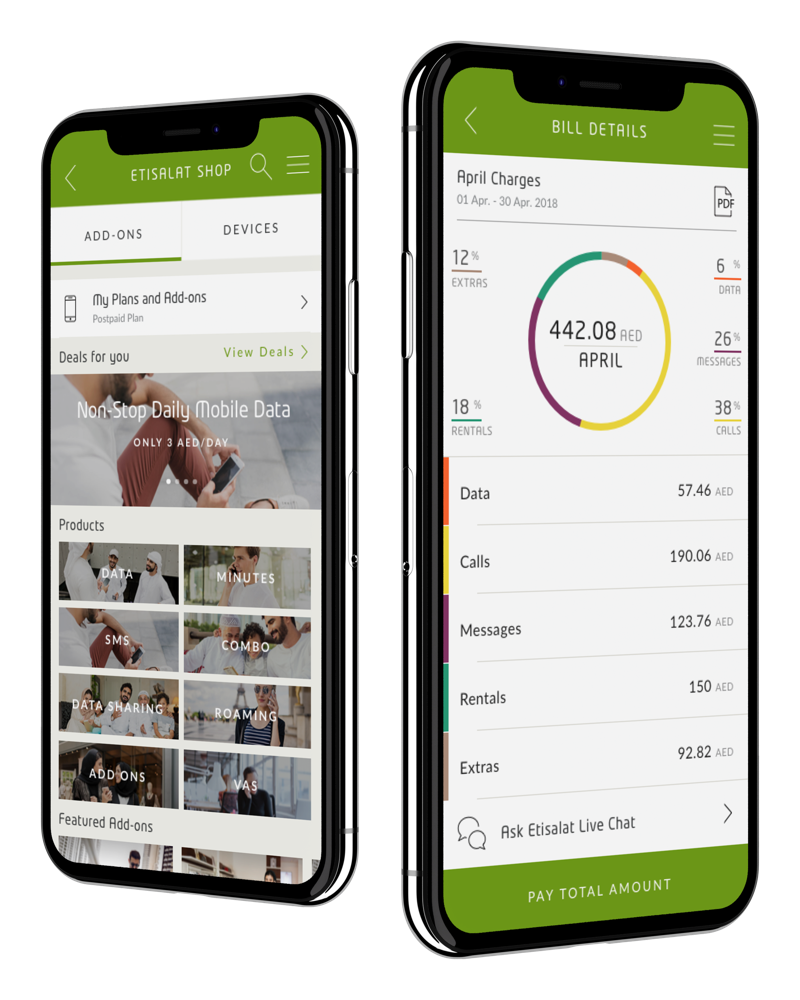 ETISALAT SHOP
ADD-ONS
DEVICES
My Plans and Add-ons
Postpaid Plan
Deals for you
View Deals
Non-Stop Daily Mobile Data
ONLY 3 AED/DAY
Products
DATA
MINUTES
SMS
COMBO
DATA SHARING
ROAMING
ADD ONS
VAS
Featured Add-ons
BILL DETAILS
April Charges
01 Apr. - 30 Apr. 2018
PDF
12 %
EXTRAS
6 %
DATA
442.08 AED
APRIL
26 %
MESSAGES
18 %
RENTALS
38 %
CALLS
Data 57.46 AED
Calls 190.06 AED
Messages 123.76 AED
Rentals 150 AED
Extras 92.82 AED
Ask Etisalat Live Chat
PAY TOTAL AMOUNT